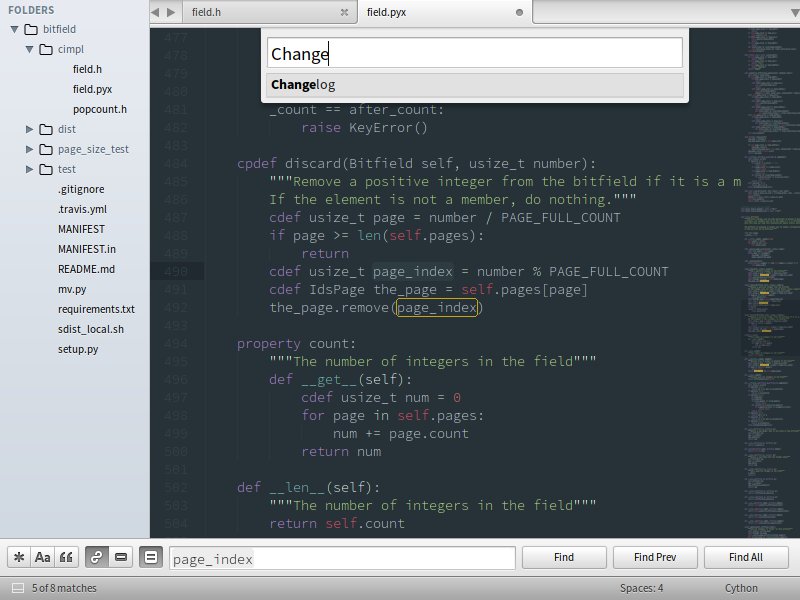 FOLDERS
bitfield
cimpl
field.h
field.pyx
popcount.h
dist
page_size_test
test
.gitignore
.travis.yml
MANIFEST
MANIFEST.in
README.md
mv.py
requirements.txt
sdist_local.sh
setup.py
field.h
field.pyx
Change
Changelog
477
478
479
481 _count == after_counter:
482 raise KeyError()
483
484 cpdef discard(Bitfield self, usize_t number):
485 """Remove a positive integer from the bitfield if it is a m
486 If the element is not a member, do nothing."""
487 cdef usize_t page = number / PAGE_FULL_COUNT
488 if page >= len(self.pages):
489 return
490 cdef usize_t page_index = number % PAGE_FULL_COUNT
491 cdef IdsPage the_page = self.pages[page]
492 the_page.remove(page_index)
493
494 property count:
495 """The number of integers in the field"""
496 def __get__(self):
497 cdef usize_t num = 0
498 for page in self.pages:
499 num += page.count
500 return num
501
502 def __len__(self):
503 """The number of integers in the field"""
504 return self.count
Aa
page_index
Find
Find Prev
Find All
5 of 8 matches
Spaces: 4
Cython